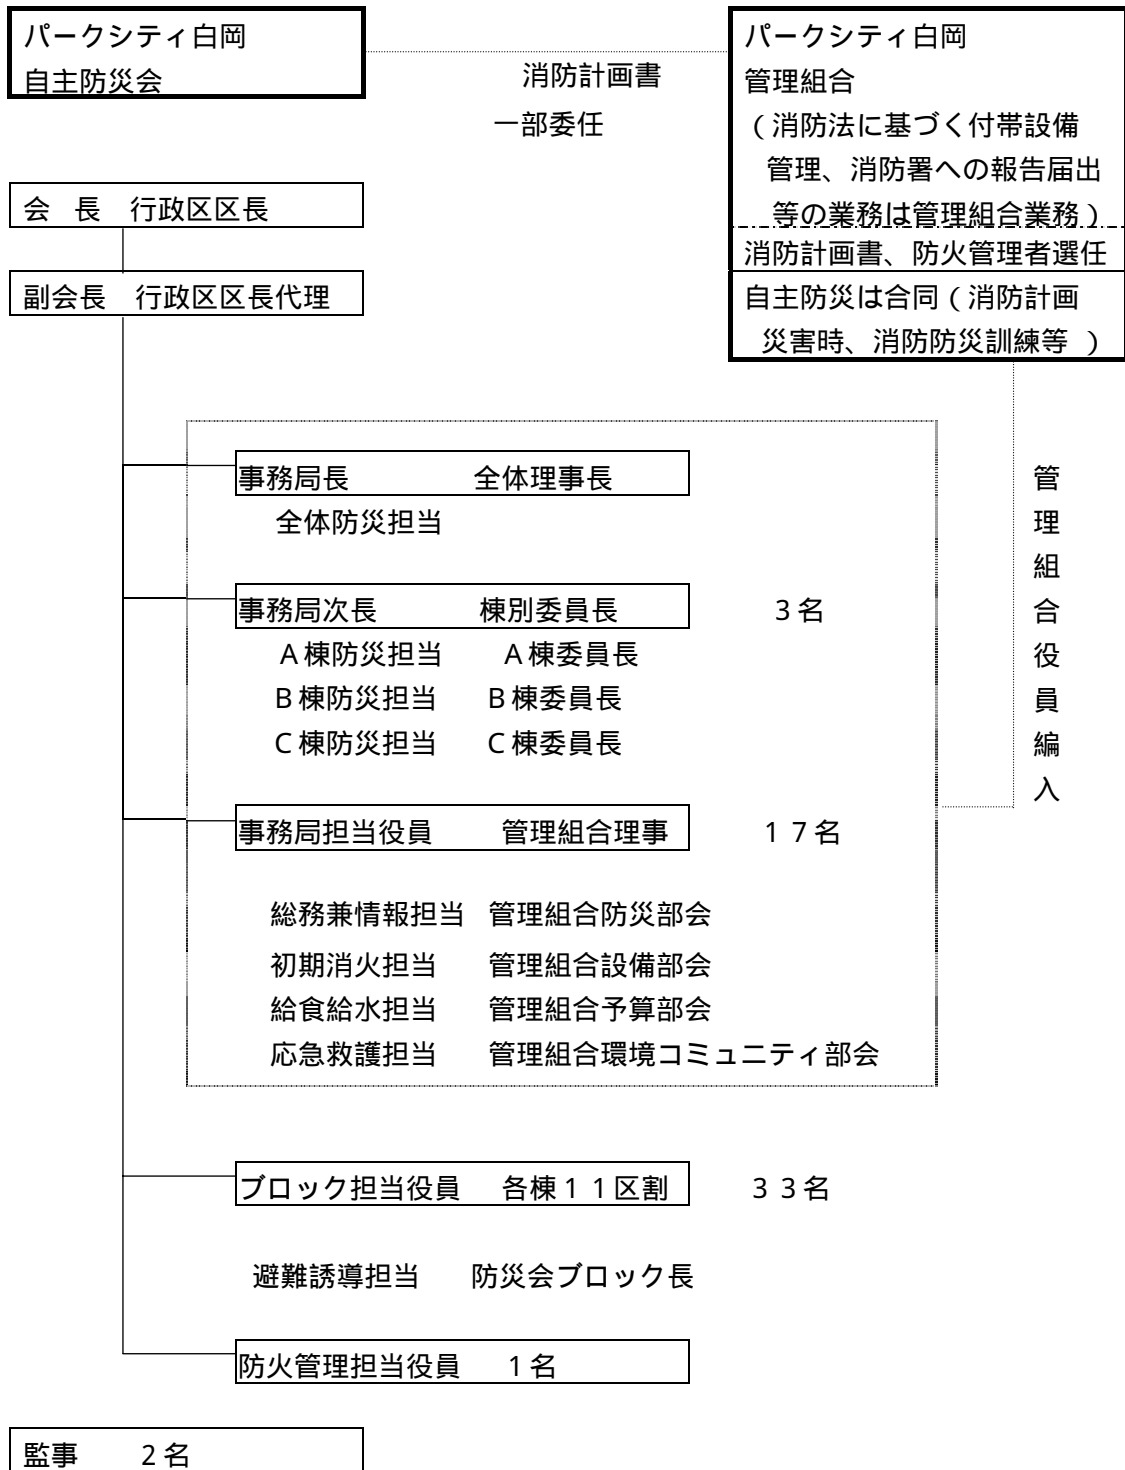 パークシティ白岡
自主防災会
消防計画書
一部委任
パークシティ白岡
管理組合
（消防法に基づく付帯設備
管理、消防署への報告届出
等の業務は管理組合業務）
消防計画書、防火管理者選任
自主防災は合同（消防計画
災害時、消防防災訓練等　）
会　長　行政区区長
副会長　行政区区長代理
管理組合役員編入
事務局長　　　　全体理事長
全体防災担当
事務局次長　　　棟別委員長　　　3名
A棟防災担当　　A棟委員長
B棟防災担当　　B棟委員長
C棟防災担当　　C棟委員長
事務局担当役員　　管理組合理事　　　１７名
総務兼情報担当　管理組合防災部会
初期消火担当　　管理組合設備部会
給食給水担当　　管理組合予算部会
応急救護担当　　管理組合環境コミュニティ部会
ブロック担当役員　各棟１１区割　　３３名
避難誘導担当　　防災会ブロック長
防火管理担当役員　　1名
監事　　2名